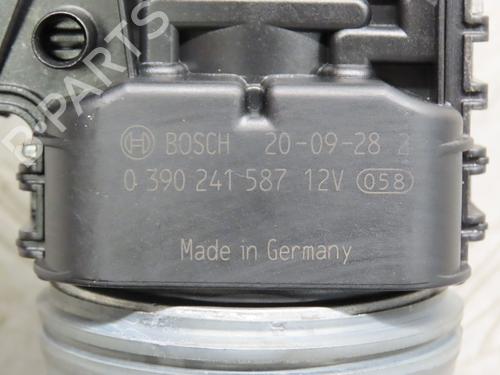 BOSCH 20-09-28 2
0 390 241 587 12V 058
Made in Germany